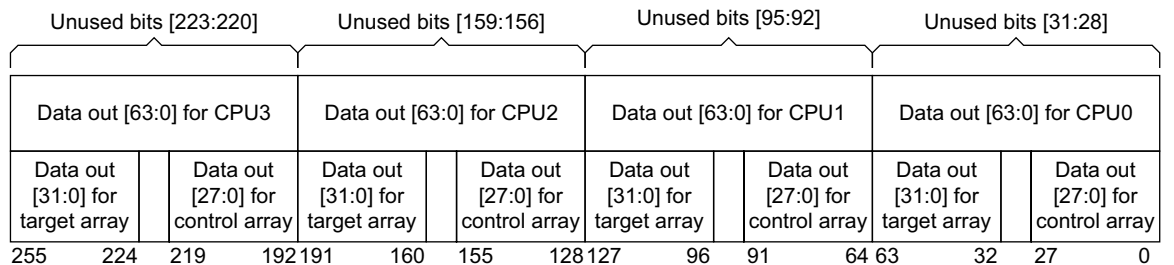 Unused bits [223:220] Unused bits [159:156] Unused bits [95:92] Unused bits [31:28]
Data out [63:0] for CPU3 Data out [63:0] for CPU2 Data out [63:0] for CPU1 Data out [63:0] for CPU0
Data out Data out Data out Data out Data out Data out Data out Data out
[31:0] for [27:0] for [31:0] for [27:0] for [31:0] for [27:0] for [31:0] for [27:0] for
target array control array target array control array target array control array target array control array
255 224 219 192 191 160 155 128 127 96 91 64 63 32 27 0